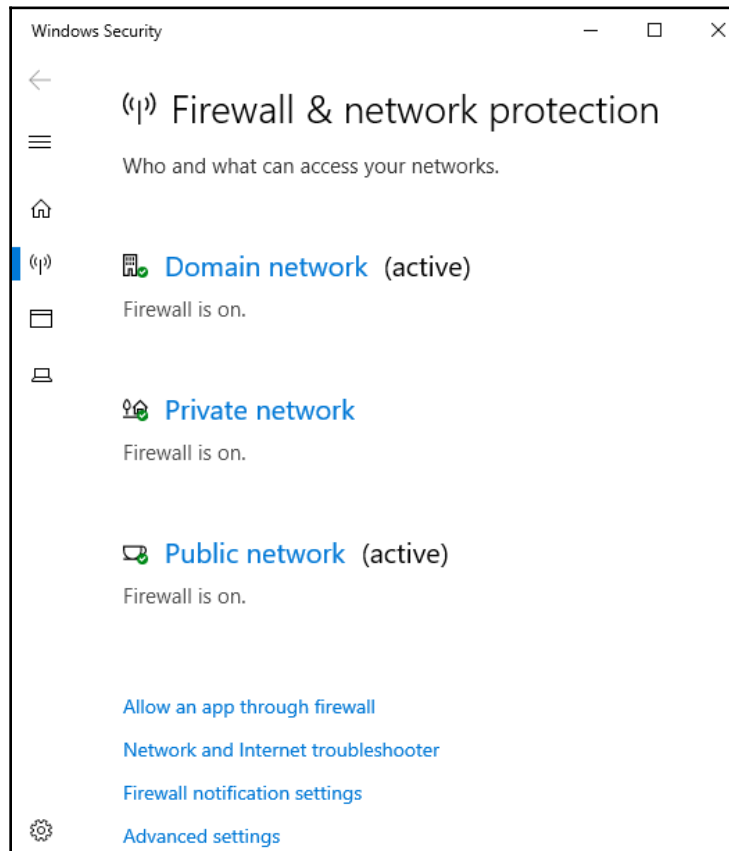 Windows Security
Firewall & network protection
Who and what can access your networks.
Domain network (active)
Firewall is on.
Private network
Firewall is on.
Public network (active)
Firewall is on.
Allow an app through firewall
Network and Internet troubleshooter
Firewall notification settings
Advanced settings